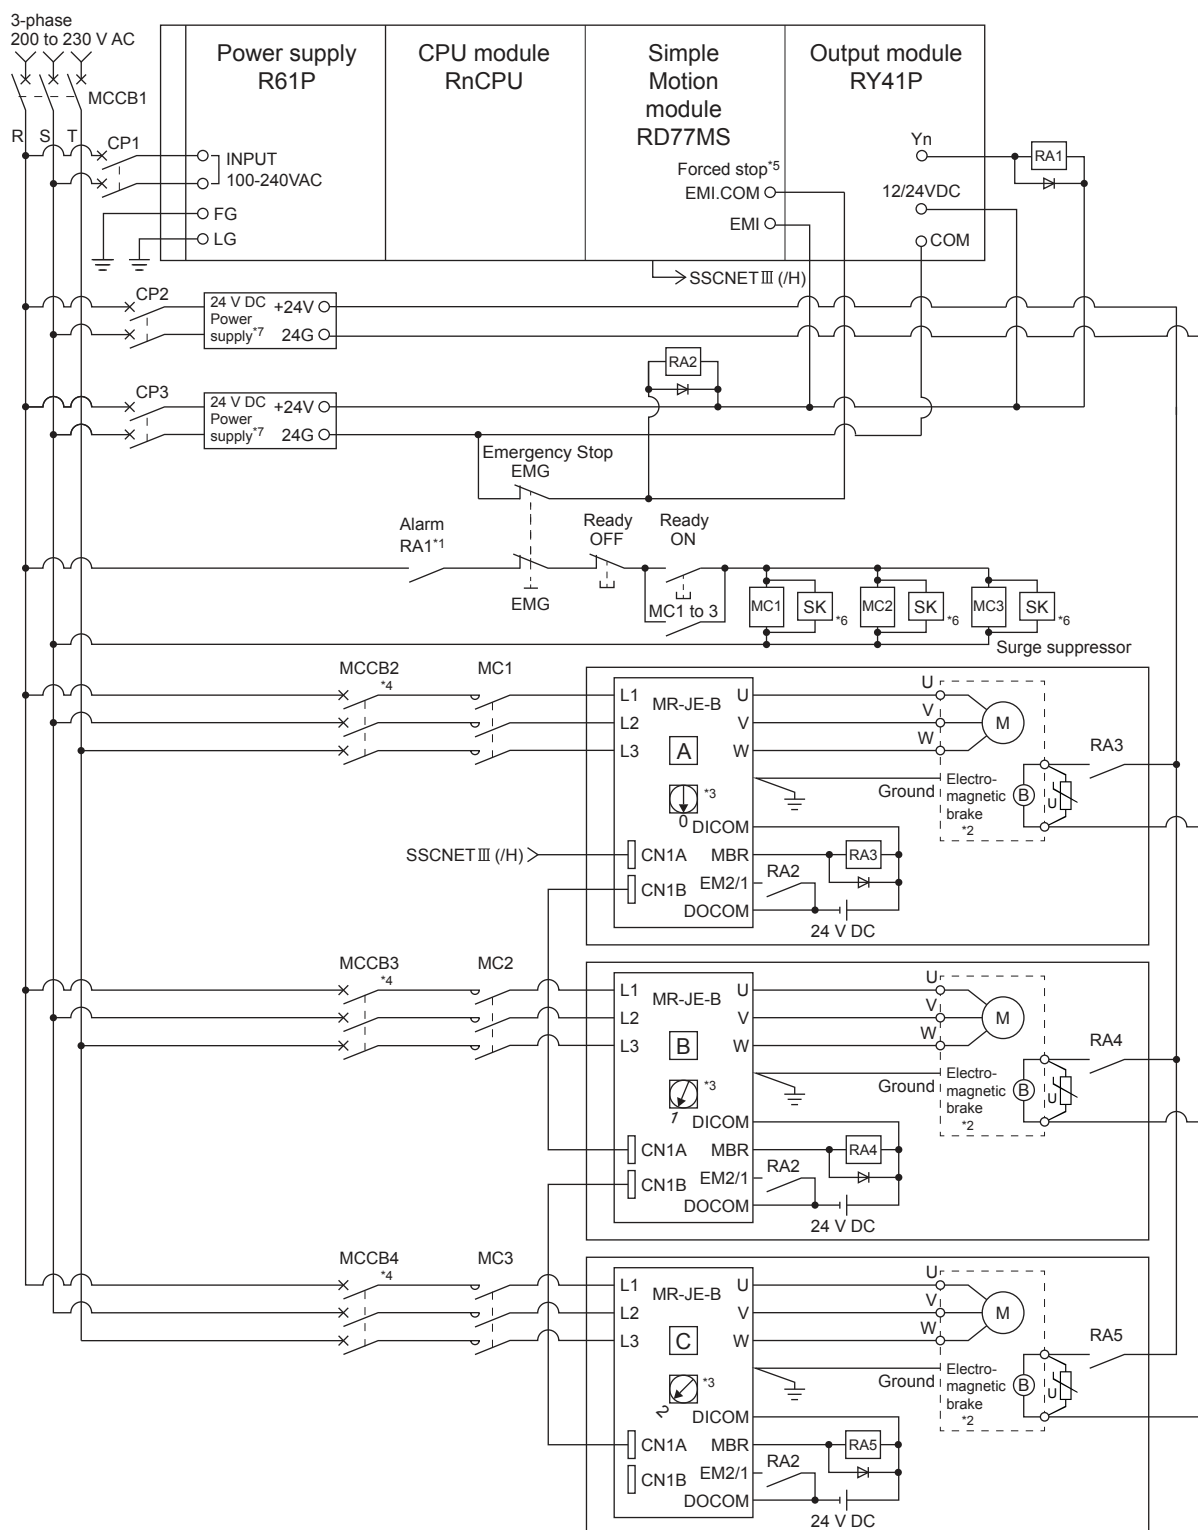 3-phase
200 to 230 V AC
MCCB1
R S T
CP1
Power supply
R61P
CPU module
RnCPU
Simple
Motion
module
RD77MS
Output module
RY41P
INPUT
100-240VAC
FG
LG
Forced stop*5
EMI.COM
EMI
Yn
12/24VDC
COM
RA1
SSCNETⅢ(/H)
CP2
24 V DC
Power
supply*7
+24V
24G
RA2
CP3
24 V DC
Power
supply*7
+24V
24G
Emergency Stop
EMG
Alarm
RA1*1
EMG
Ready
OFF
Ready
ON
MC1 to 3
MC1 SK *6
MC2 SK *6
MC3 SK *6
Surge suppressor
MCCB2
*4
MC1
L1
L2
L3
MR-JE-B
A
*3
0
U
V
W
U
V
W
M
Ground
Electro-
magnetic
brake
*2
B
U
RA3
DICOM
MBR
RA3
EM2/1
RA2
DOCOM
24 V DC
SSCNETⅢ(/H)
CN1A
CN1B
MCCB3
*4
MC2
L1
L2
L3
MR-JE-B
B
*3
1
U
V
W
U
V
W
M
Ground
Electro-
magnetic
brake
*2
B
U
RA4
DICOM
MBR
RA4
EM2/1
RA2
DOCOM
24 V DC
CN1A
CN1B
MCCB4
*4
MC3
L1
L2
L3
MR-JE-B
C
*3
2
U
V
W
U
V
W
M
Ground
Electro-
magnetic
brake
*2
B
U
RA5
DICOM
MBR
RA5
EM2/1
RA2
DOCOM
24 V DC
CN1A
CN1B